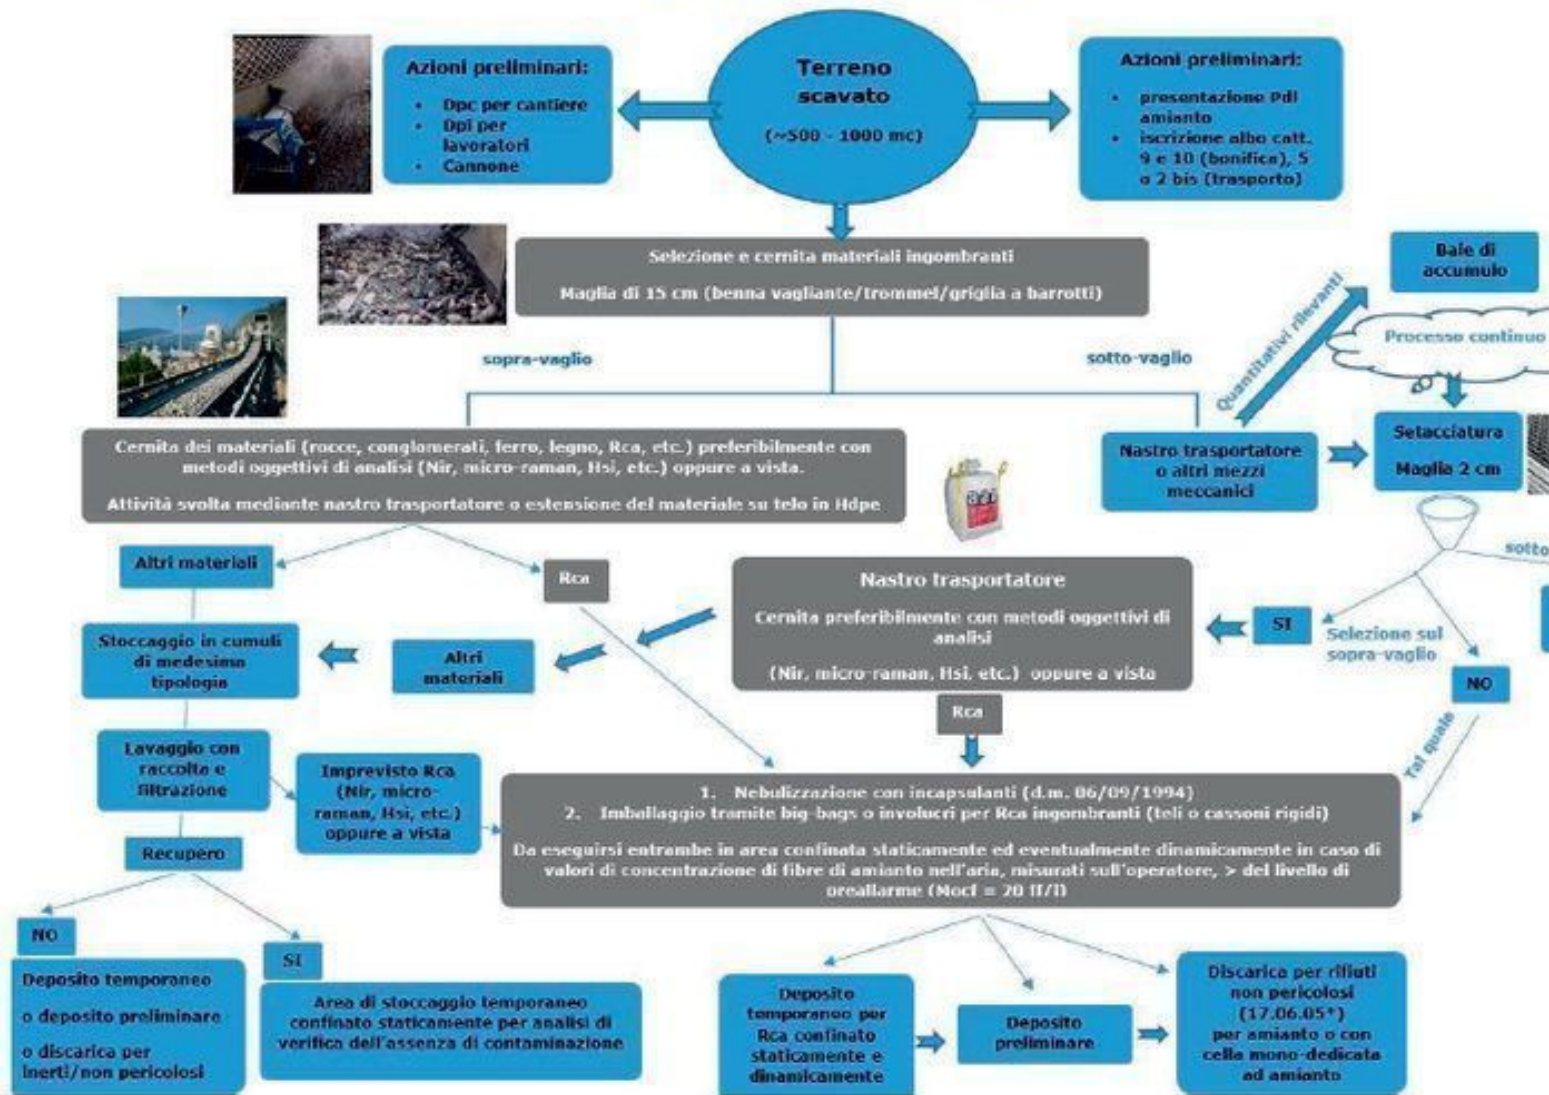 Azioni preliminari:
• Dpc per cantiere
• Dpi per
lavoratori
• Cannone
Terreno
scavato
(~500 - 1000 mc)
Azioni preliminari:
• presentazione Pdl
amianto
• iscrizione albo catt.
9 e 10 (bonifica), 5
o 2 bis (trasporto)
Selezione e cernita materiali ingombranti
Maglia di 15 cm (benna vagliante/trommel/griglia a barrotti)
Baie di
accumulo
Quantitativi rilevanti
Processo continuo
sopra-vaglio
sotto-vaglio
Cernita dei materiali (rocce, conglomerati, ferro, legno, Rca, etc.) preferibilmente con
metodi oggettivi di analisi (Nir, micro-raman, Hsi, etc.) oppure a vista.
Attività svolta mediante nastro trasportatore o estensione del materiale su telo in Hdpe
Nastro trasportatore
o altri mezzi
meccanici
Setacciatura
Maglia 2 cm
sotto
Altri materiali
Rca
Nastro trasportatore
Cernita preferibilmente con metodi oggettivi di
analisi
(Nir, micro-raman, Hsi, etc.) oppure a vista
SI
Selezione sul
sopra-vaglio
NO
Tal quale
Stoccaggio in cumuli
di medesima
tipologia
Altri
materiali
Rca
Lavaggio con
raccolta e
filtrazione
Imprevisto Rca
(Nir, micro-
raman, Hsi, etc.)
oppure a vista
1. Nebulizzazione con incapsulanti (d.m. 06/09/1994)
2. Imballaggio tramite big-bags o involucri per Rca ingombranti (teli o cassoni rigidi)
Da eseguirsi entrambe in area confinata staticamente ed eventualmente dinamicamente in caso di
valori di concentrazione di fibre di amianto nell'aria, misurati sull'operatore, > del livello di
preallarme (Mocf = 20 ff/l)
Recupero
NO
Deposito temporaneo
o deposito preliminare
o discarica per
inerti/non pericolosi
SI
Area di stoccaggio temporaneo
confinato staticamente per analisi di
verifica dell'assenza di contaminazione
Deposito
temporaneo per
Rca confinato
staticamente e
dinamicamente
Deposito
preliminare
Discarica per rifiuti
non pericolosi
(17.06.05*)
per amianto o con
cella mono-dedicata
ad amianto